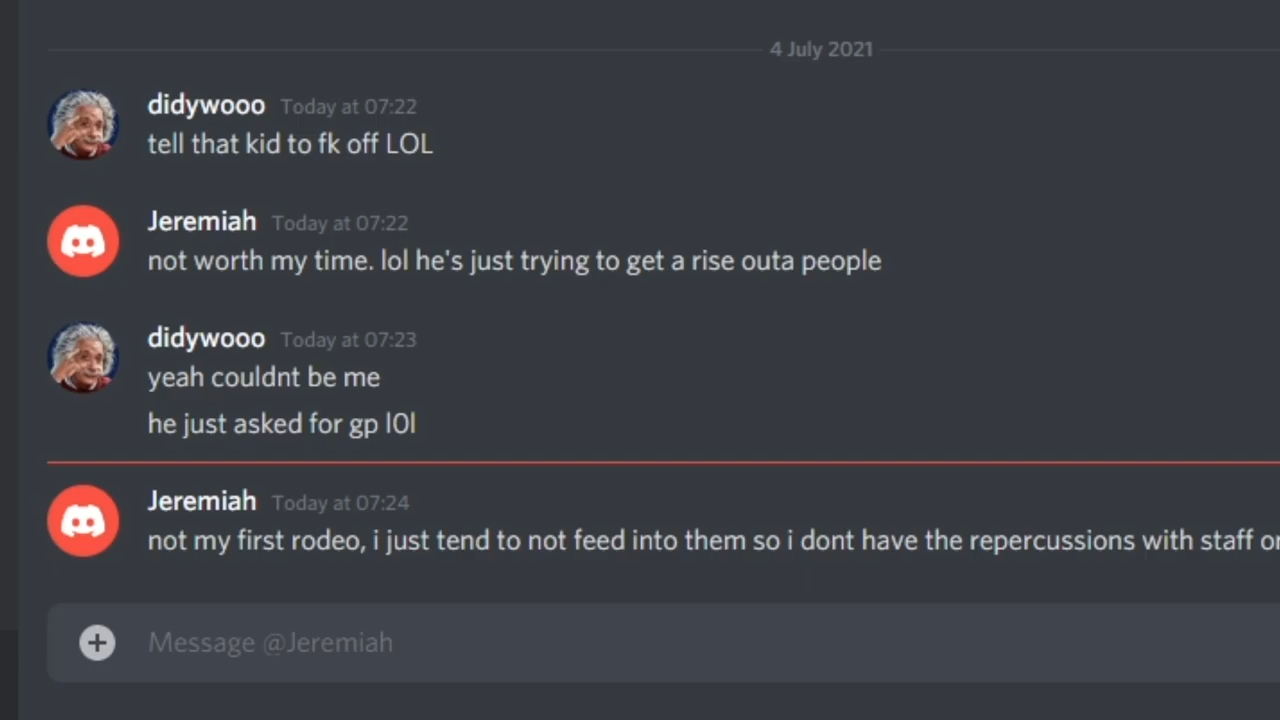 4 July 2021
didywooo Today at 07:22
tell that kid to fk off LOL
Jeremiah Today at 07:22
not worth my time. lol he's just trying to get a rise outa people
didywooo Today at 07:23
yeah couldnt be me
he just asked for gp l0l
Jeremiah Today at 07:24
not my first rodeo, i just tend to not feed into them so i dont have the repercussions with staff
Message @Jeremiah